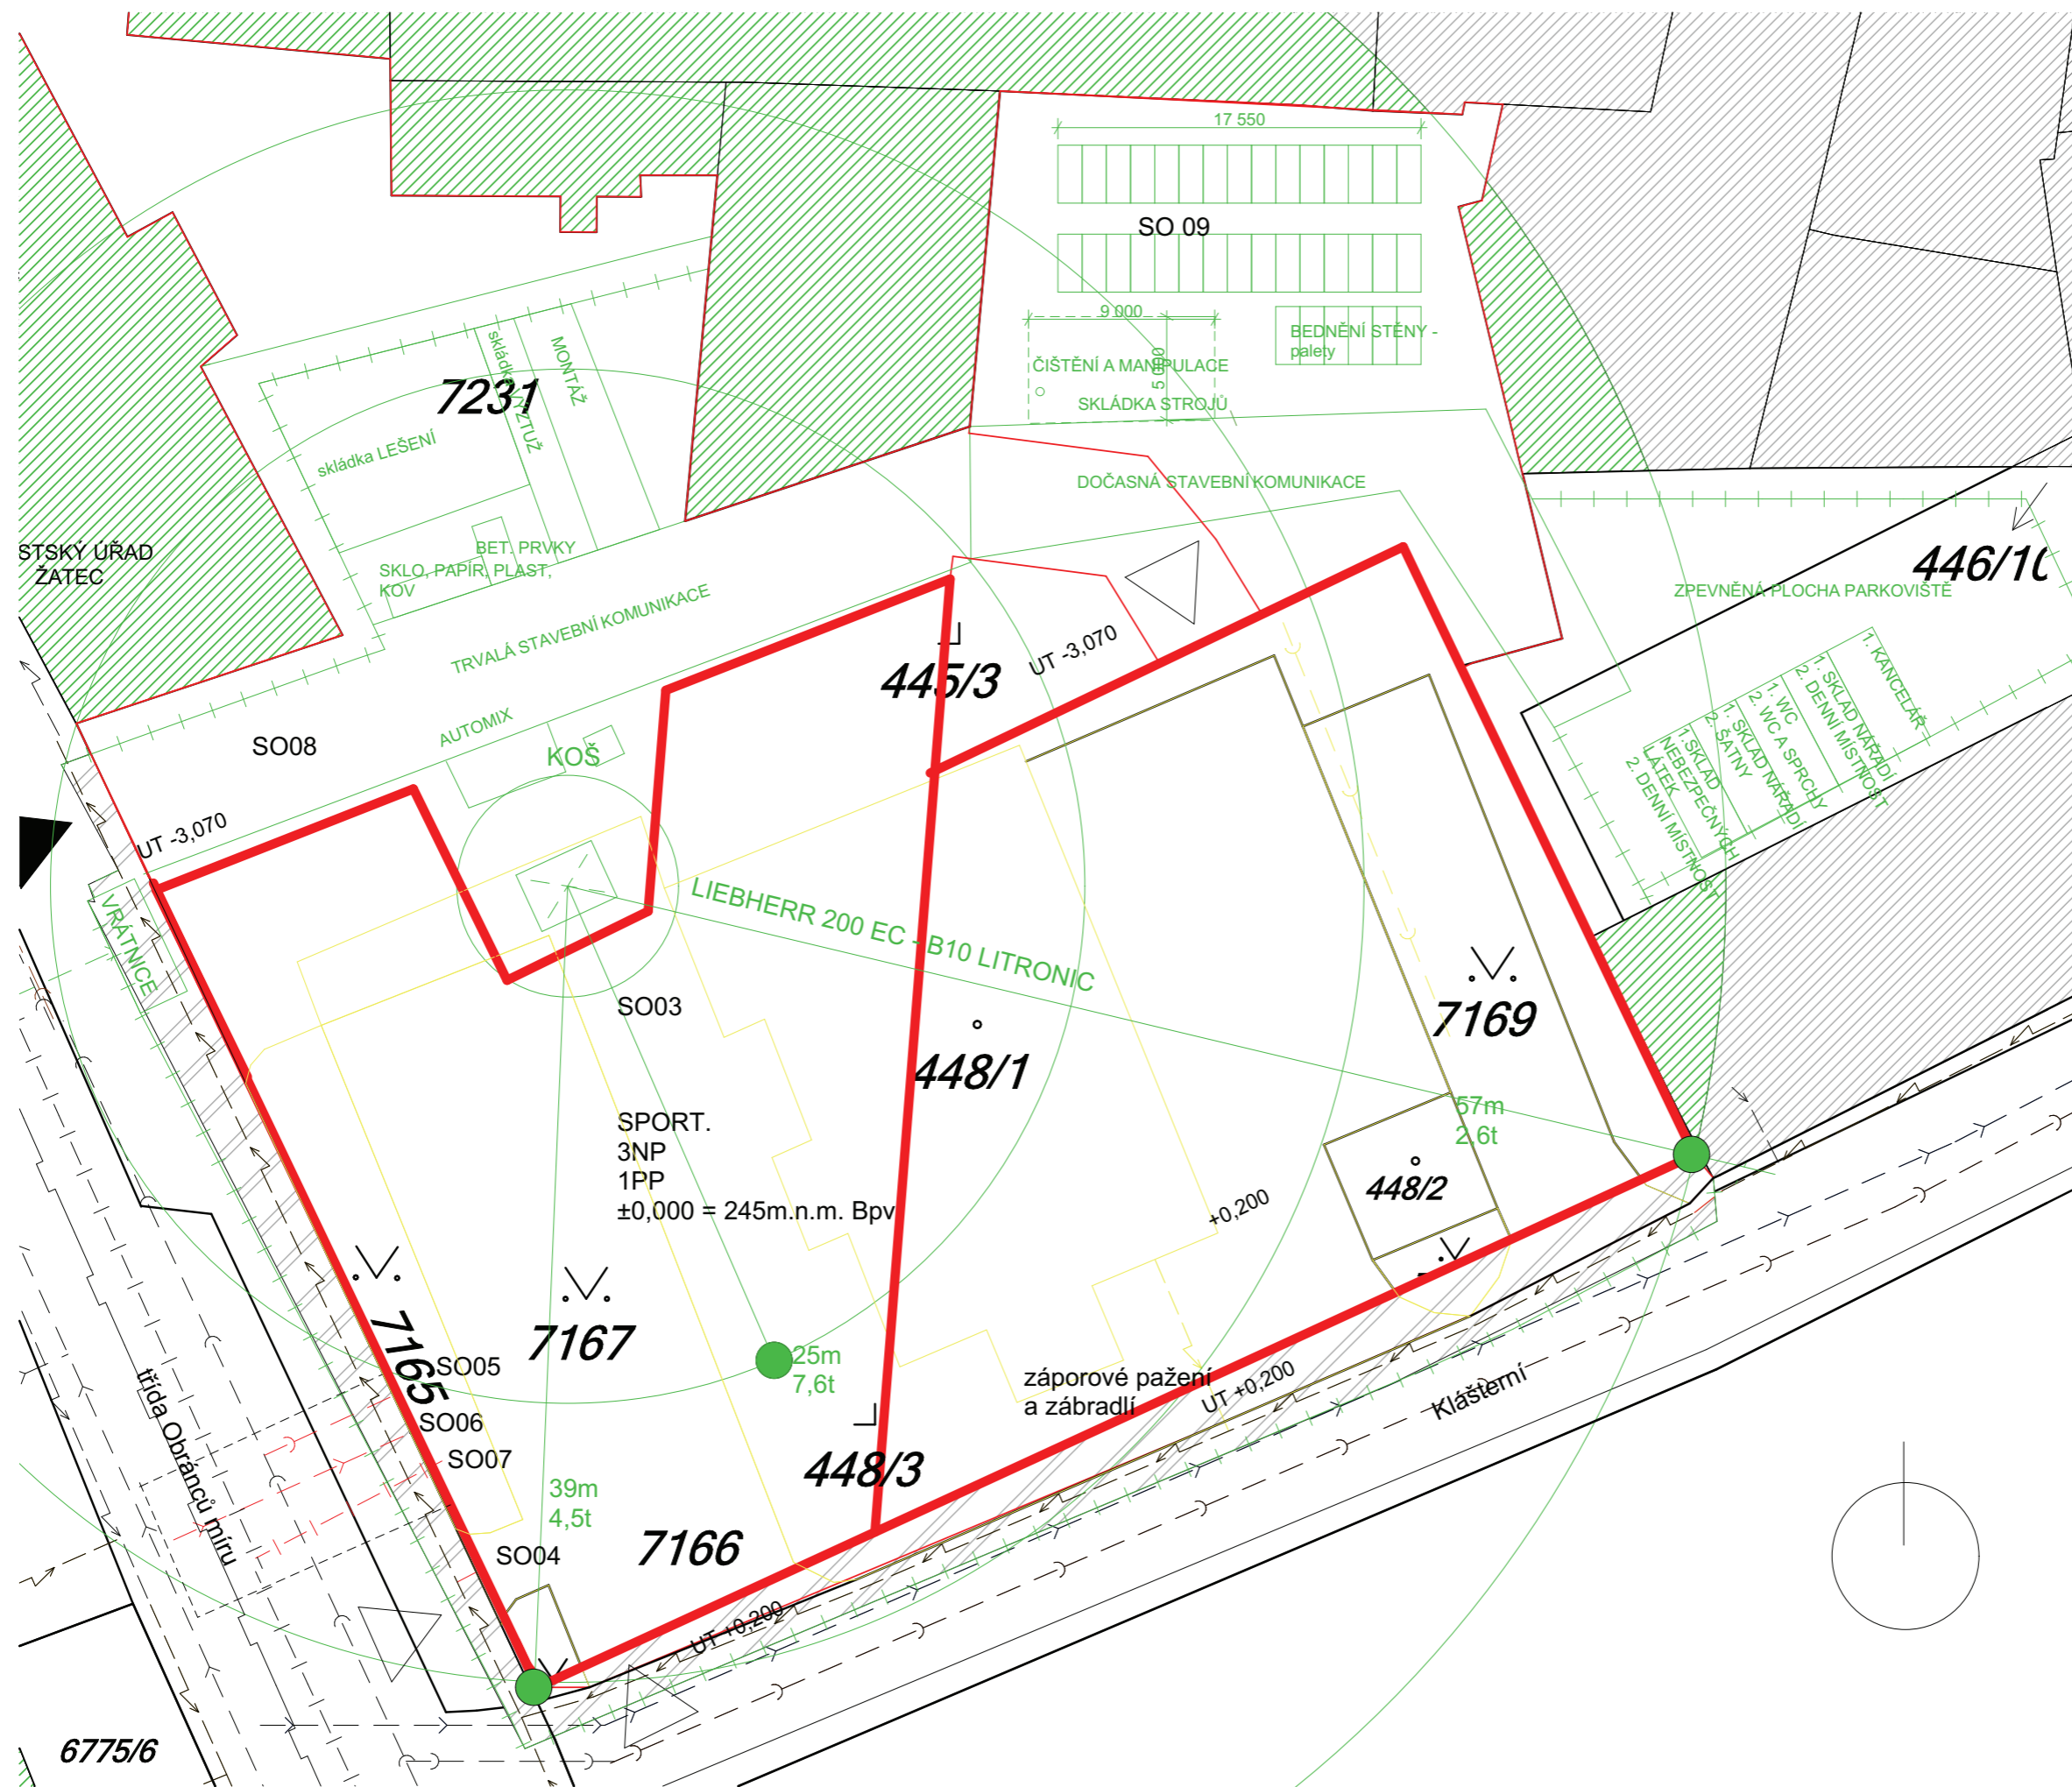 17 550
SO 09
9 000
5 000
BEDNĚNÍ STĚNY -
palety
ČIŠTĚNÍ A MANIPULACE
SKLÁDKA STROJŮ
skládka VÝZTUŽ
MONTÁŽ
7231
skládka LEŠENÍ
DOČASNÁ STAVEBNÍ KOMUNIKACE
STSKÝ ÚŘAD
ŽATEC
BET. PRVKY
SKLO, PAPÍR, PLAST,
KOV
446/10
ZPEVNĚNÁ PLOCHA PARKOVIŠTĚ
TRVALÁ STAVEBNÍ KOMUNIKACE
445/3
UT -3,070
1. KANCELÁŘ
1. SKLAD NÁŘADÍ
2. DENNÍ MÍSTNOST
1. WC
2. WC A SPRCHY
1. SKLAD NÁŘADÍ
2. ŠATNY
1.SKLAD
NEBEZPEČNÝCH
LÁTEK
2. DENNÍ MÍSTNOST
AUTOMIX
SO08
KOŠ
UT -3,070
VRÁTNICE
LIEBHERR 200 EC - B10 LITRONIC
SO03
7169
448/1
57m
2,6t
SPORT.
3NP
1PP
±0,000 = 245m.n.m. Bpv
448/2
+0,200
7165
7167
SO05
25m
7,6t
záporové pažení
a zábradlí
UT +0,200
Klášterní
SO06
SO07
třída Obránců míru
448/3
39m
4,5t
SO04
7166
UT +0,200
6775/6